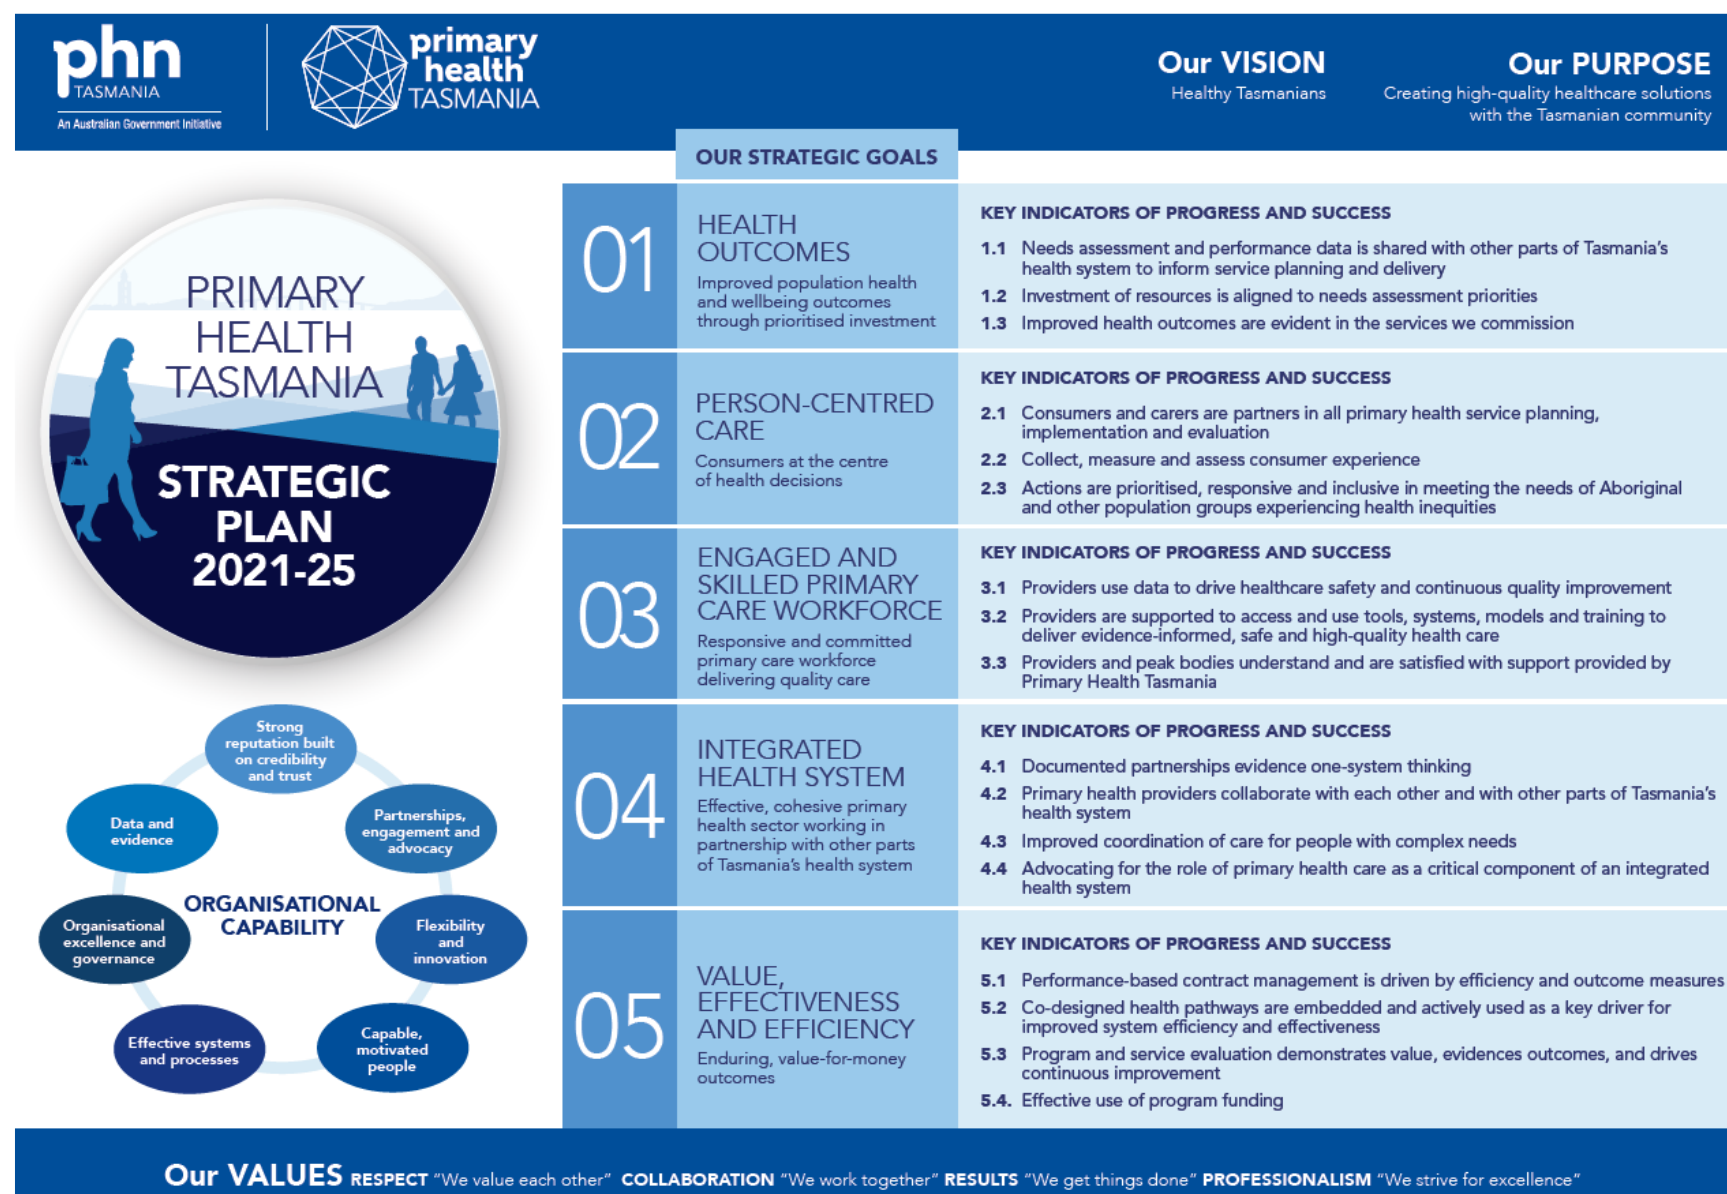 phn
TASMANIA
An Australian Government Initiative
primary
health
TASMANIA
Our VISION
Healthy Tasmanians
Our PURPOSE
Creating high-quality healthcare solutions
with the Tasmanian community
PRIMARY
HEALTH
TASMANIA
STRATEGIC
PLAN
2021-25
Strong
reputation built
on credibility
and trust
Partnerships,
engagement and
advocacy
Flexibility
and
innovation
Capable,
motivated
people
Effective systems
and processes
Organisational
excellence and
governance
Data and
evidence
ORGANISATIONAL
CAPABILITY
OUR STRATEGIC GOALS
01
HEALTH
OUTCOMES
Improved population health
and wellbeing outcomes
through prioritised investment
KEY INDICATORS OF PROGRESS AND SUCCESS
1.1 Needs assessment and performance data is shared with other parts of Tasmania's
health system to inform service planning and delivery
1.2 Investment of resources is aligned to needs assessment priorities
1.3 Improved health outcomes are evident in the services we commission
02
PERSON-CENTRED
CARE
Consumers at the centre
of health decisions
KEY INDICATORS OF PROGRESS AND SUCCESS
2.1 Consumers and carers are partners in all primary health service planning,
implementation and evaluation
2.2 Collect, measure and assess consumer experience
2.3 Actions are prioritised, responsive and inclusive in meeting the needs of Aboriginal
and other population groups experiencing health inequities
03
ENGAGED AND
SKILLED PRIMARY
CARE WORKFORCE
Responsive and committed
primary care workforce
delivering quality care
KEY INDICATORS OF PROGRESS AND SUCCESS
3.1 Providers use data to drive healthcare safety and continuous quality improvement
3.2 Providers are supported to access and use tools, systems, models and training to
deliver evidence-informed, safe and high-quality health care
3.3 Providers and peak bodies understand and are satisfied with support provided by
Primary Health Tasmania
04
INTEGRATED
HEALTH SYSTEM
Effective, cohesive primary
health sector working in
partnership with other parts
of Tasmania's health system
KEY INDICATORS OF PROGRESS AND SUCCESS
4.1 Documented partnerships evidence one-system thinking
4.2 Primary health providers collaborate with each other and with other parts of Tasmania's
health system
4.3 Improved coordination of care for people with complex needs
4.4 Advocating for the role of primary health care as a critical component of an integrated
health system
05
VALUE,
EFFECTIVENESS
AND EFFICIENCY
Enduring, value-for-money
outcomes
KEY INDICATORS OF PROGRESS AND SUCCESS
5.1 Performance-based contract management is driven by efficiency and outcome measures
5.2 Co-designed health pathways are embedded and actively used as a key driver for
improved system efficiency and effectiveness
5.3 Program and service evaluation demonstrates value, evidences outcomes, and drives
continuous improvement
5.4. Effective use of program funding
Our VALUES RESPECT "We value each other" COLLABORATION "We work together" RESULTS "We get things done" PROFESSIONALISM "We strive for excellence"